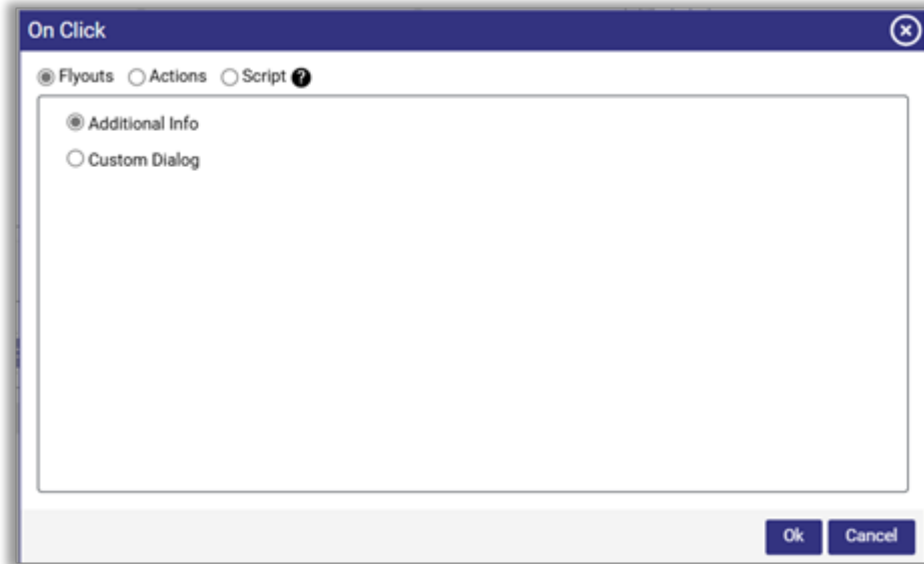 On Click
Flyouts Actions Script ?
Additional Info
Custom Dialog
Ok Cancel